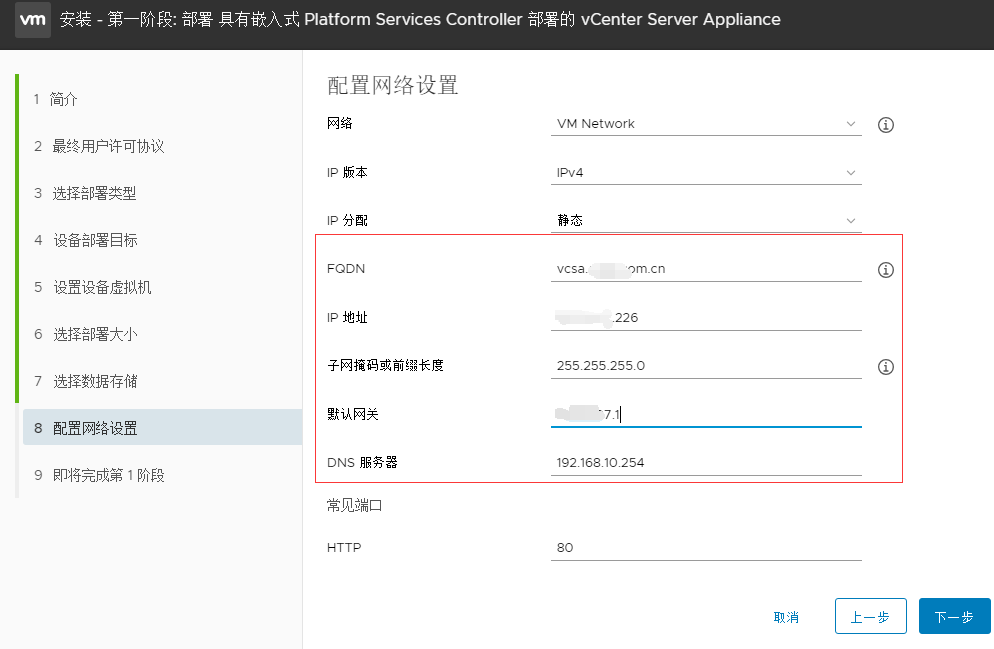 vm 安装 - 第一阶段: 部署 具有嵌入式 Platform Services Controller 部署的 vCenter Server Appliance
1 简介
2 最终用户许可协议
3 选择部署类型
4 设备部署目标
5 设置设备虚拟机
6 选择部署大小
7 选择数据存储
8 配置网络设置
9 即将完成第 1 阶段
配置网络设置
网络 VM Network
IP 版本 IPv4
IP 分配 静态
FQDN vcsa. om.cn
IP 地址 .226
子网掩码或前缀长度 255.255.255.0
默认网关 7.1
DNS 服务器 192.168.10.254
常见端口
HTTP 80
取消 上一步 下一步